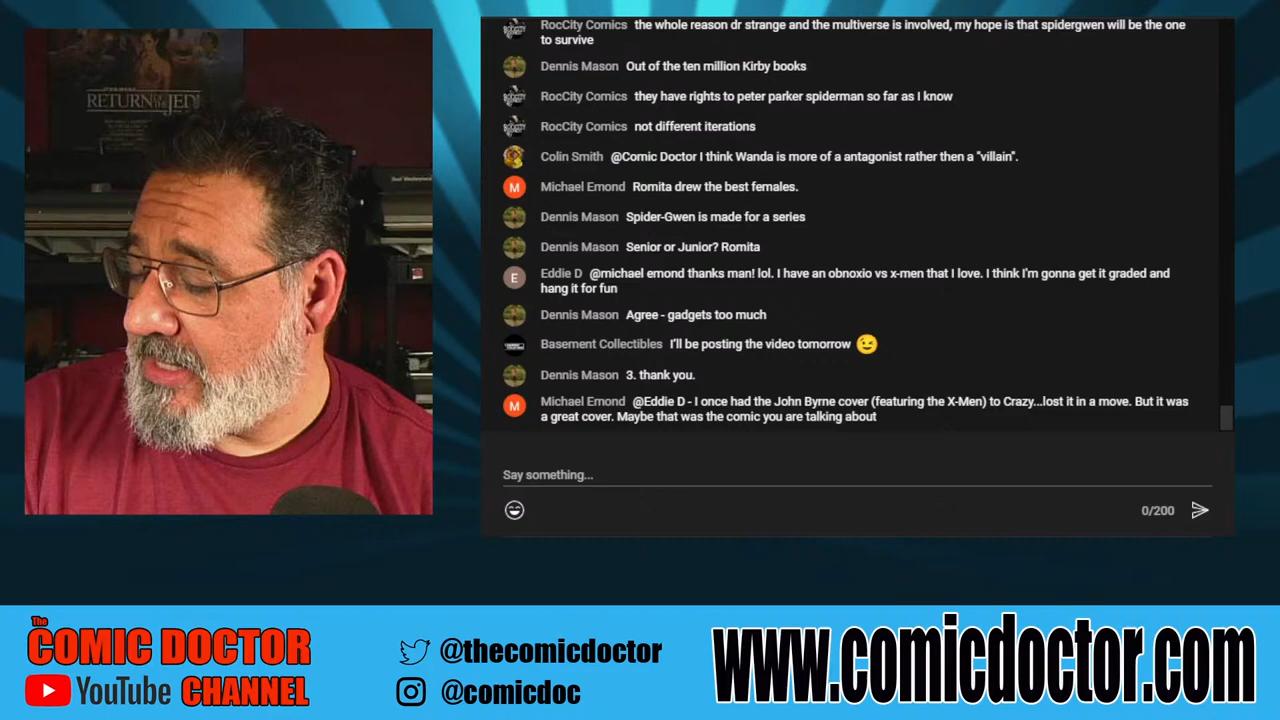 STAR WARS
RETURN OF THE JEDI
RocCity Comics the whole reason dr strange and the multiverse is involved, my hope is that spidergwen will be the one
to survive
Dennis Mason Out of the ten million Kirby books
RocCity Comics they have rights to peter parker spiderman so far as I know
RocCity Comics not different iterations
Colin Smith @Comic Doctor I think Wanda is more of a antagonist rather then a "villain".
M Michael Emond Romita drew the best females.
Dennis Mason Spider-Gwen is made for a series
Dennis Mason Senior or Junior? Romita
E Eddie D @michael emond thanks man! lol. I have an obnoxio vs x-men that I love. I think I'm gonna get it graded and
hang it for fun
Dennis Mason Agree - gadgets too much
Basement Collectibles I'll be posting the video tomorrow 😉
Dennis Mason 3. thank you.
M Michael Emond @Eddie D - I once had the John Byrne cover (featuring the X-Men) to Crazy...lost it in a move. But it was
a great cover. Maybe that was the comic you are talking about
Say something...
0/200
The
COMIC DOCTOR
YouTube CHANNEL
@thecomicdoctor
@comicdoc
www.comicdoctor.com